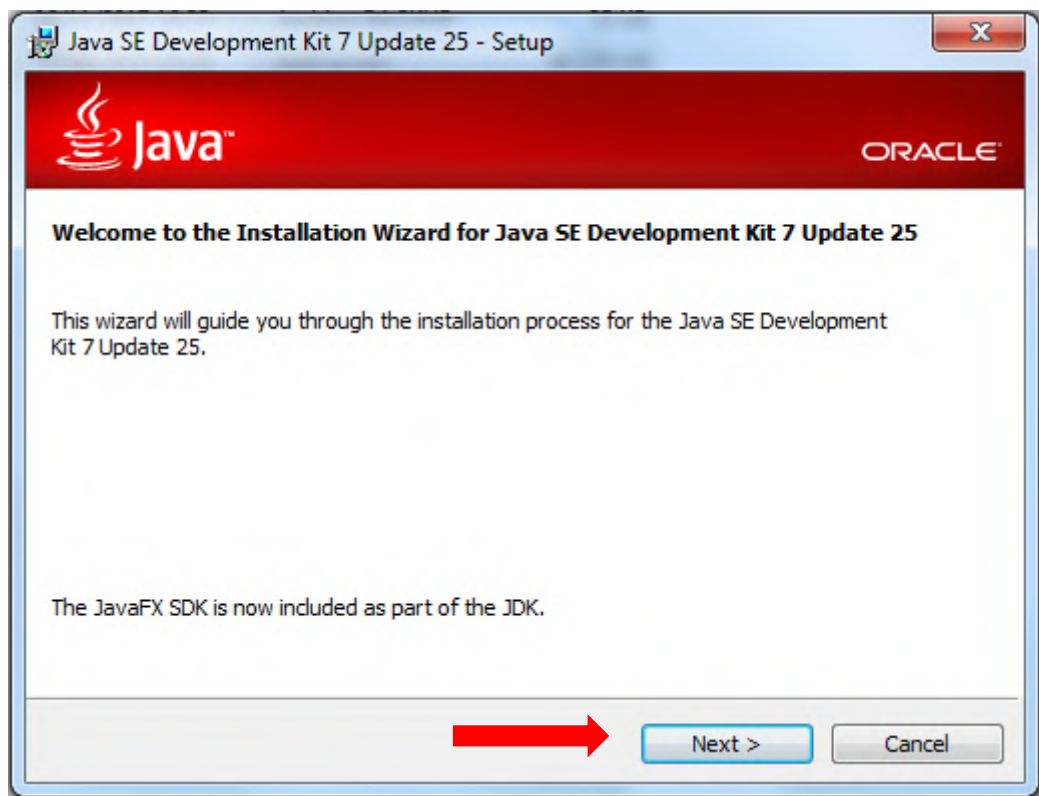 Java SE Development Kit 7 Update 25 - Setup
Java™
ORACLE
Welcome to the Installation Wizard for Java SE Development Kit 7 Update 25
This wizard will guide you through the installation process for the Java SE Development
Kit 7 Update 25.
The JavaFX SDK is now included as part of the JDK.
Next >
Cancel